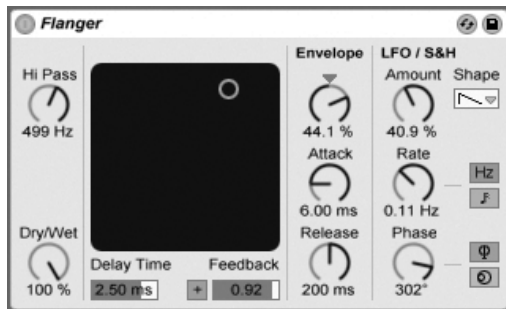 Flanger
Envelope
LFO / S&H
Hi Pass
499 Hz
Dry/Wet
100 %
Delay Time
2.50 ms
+
Feedback
0.92
44.1 %
Attack
6.00 ms
Release
200 ms
Amount
40.9 %
Shape
Rate
0.11 Hz
Hz
Phase
302°